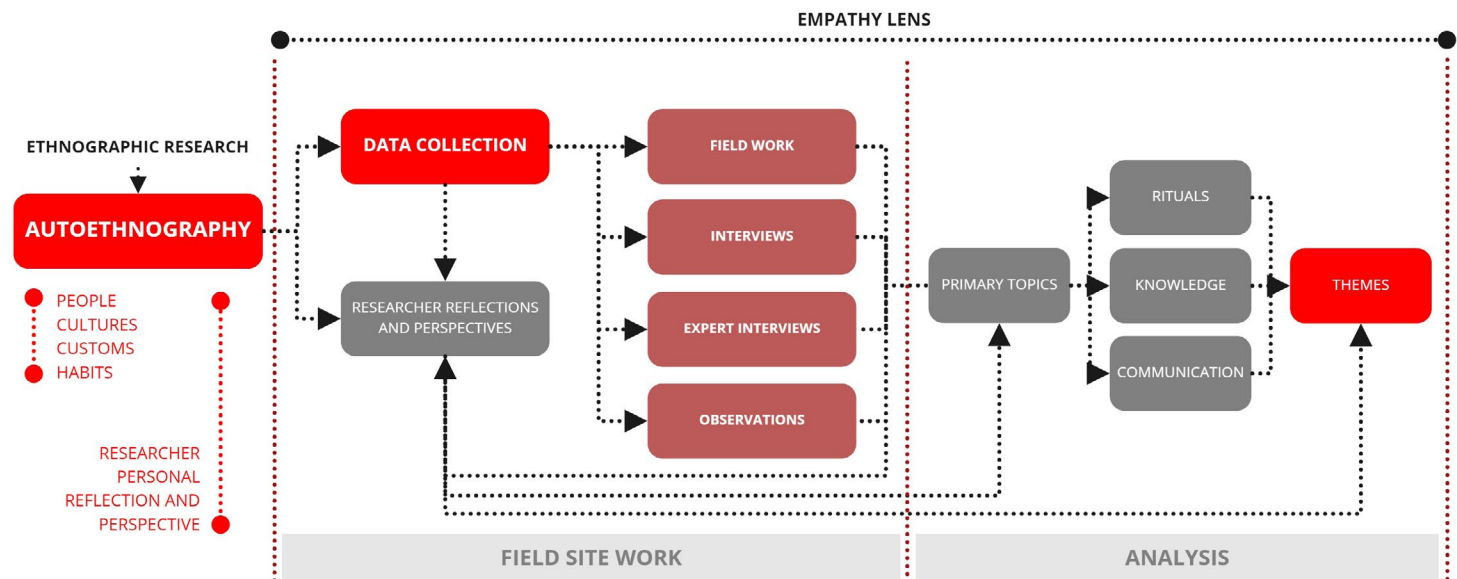 EMPATHY LENS
ETHNOGRAPHIC RESEARCH
AUTOETHNOGRAPHY
PEOPLE
CULTURES
CUSTOMS
HABITS
RESEARCHER
PERSONAL
REFLECTION AND
PERSPECTIVE
DATA COLLECTION
RESEARCHER REFLECTIONS
AND PERSPECTIVES
FIELD WORK
INTERVIEWS
EXPERT INTERVIEWS
OBSERVATIONS
PRIMARY TOPICS
RITUALS
KNOWLEDGE
COMMUNICATION
THEMES
FIELD SITE WORK
ANALYSIS